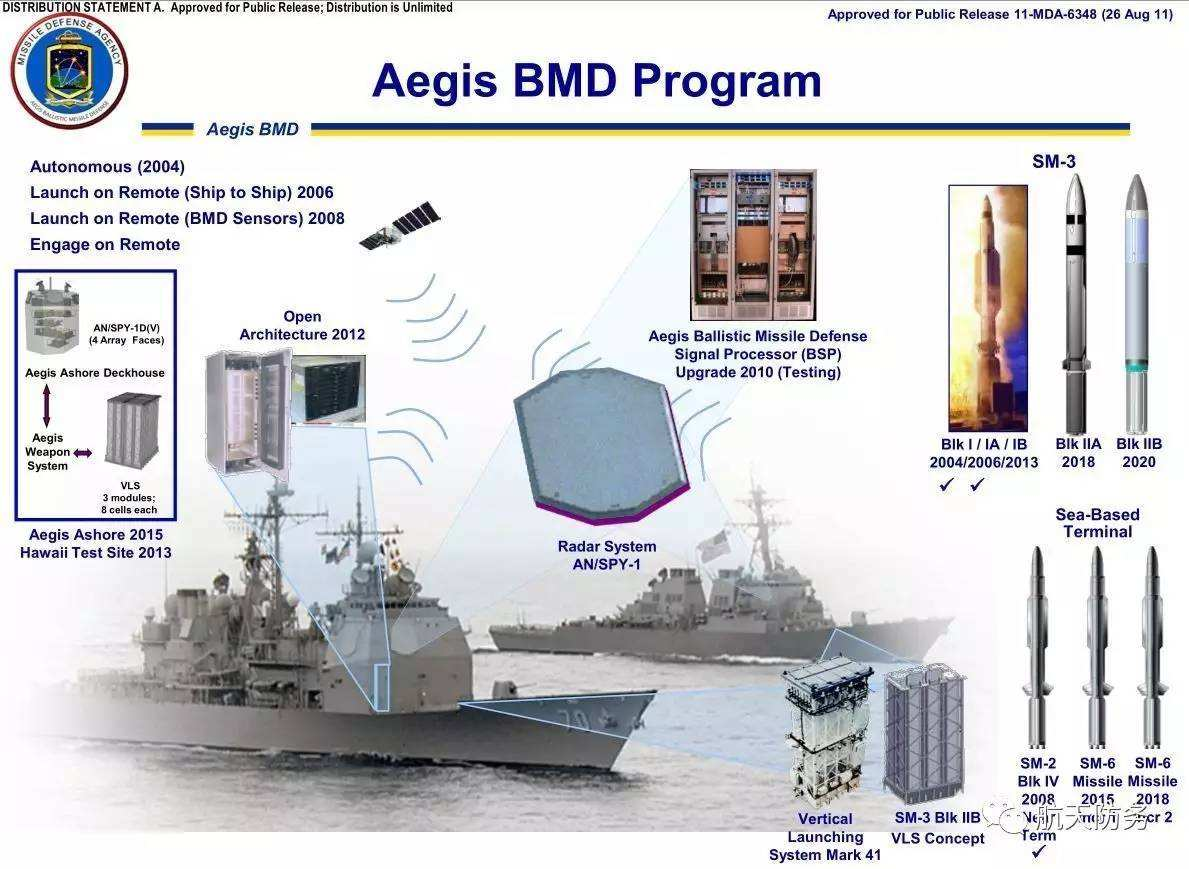 DISTRIBUTION STATEMENT A. Approved for Public Release; Distribution is Unlimited
Approved for Public Release 11-MDA-6348 (26 Aug 11)
MISSILE DEFENSE AGENCY
AEGIS BALLISTIC MISSILE DEFENSE
Aegis BMD Program
Aegis BMD
Autonomous (2004)
Launch on Remote (Ship to Ship) 2006
Launch on Remote (BMD Sensors) 2008
Engage on Remote
AN/SPY-1D(V)
(4 Array Faces)
Aegis Ashore Deckhouse
Aegis
Weapon
System
VLS
3 modules;
8 cells each
Aegis Ashore 2015
Hawaii Test Site 2013
Open
Architecture 2012
Aegis Ballistic Missile Defense
Signal Processor (BSP)
Upgrade 2010 (Testing)
Radar System
AN/SPY-1
SM-3
Blk I / IA / IB
2004/2006/2013
✓ ✓
Blk IIA
2018
Blk IIB
2020
Sea-Based
Terminal
70
Vertical
Launching
System Mark 41
SM-3 Blk IIB
VLS Concept
SM-2
Blk IV
2008
Term
✓
SM-6
Missile
2015
SM-6
Missile
2018
2
航天防务